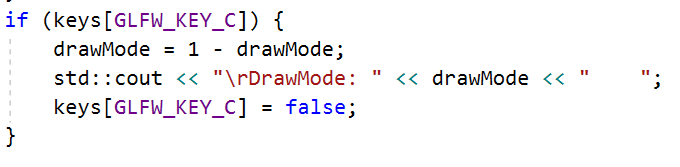 if (keys[GLFW_KEY_C]) {
    drawMode = 1 - drawMode;
    std::cout << "\rDrawMode: " << drawMode << "    ";
    keys[GLFW_KEY_C] = false;
}